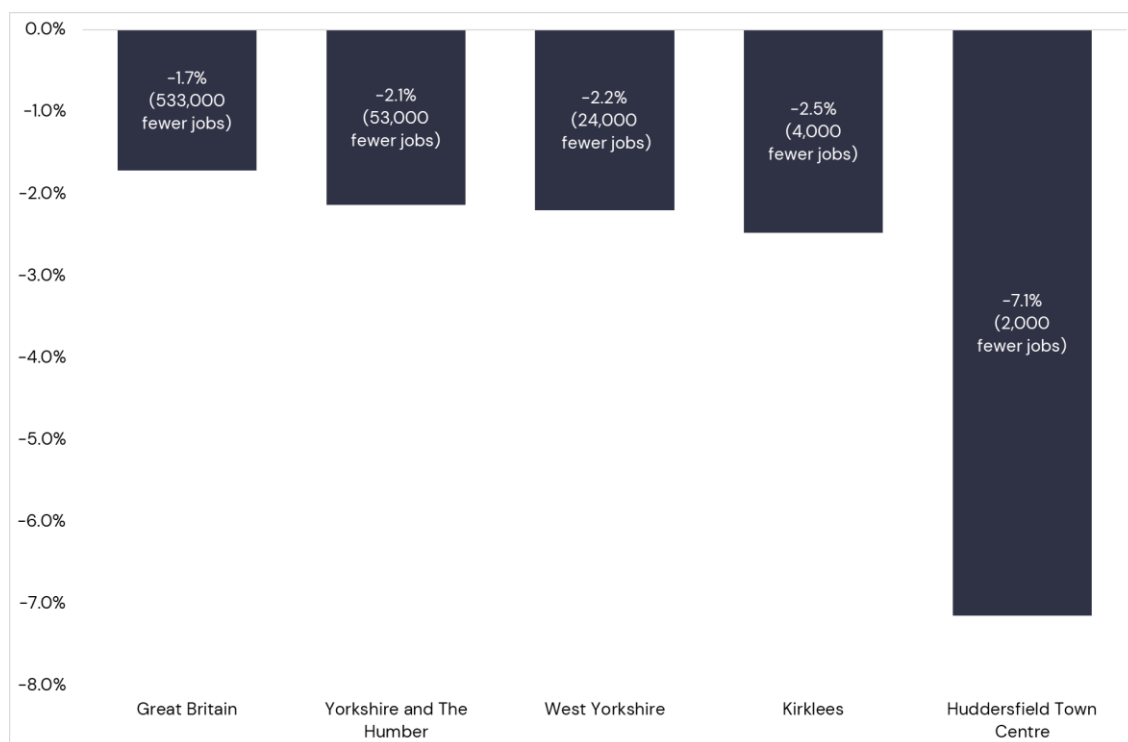 0.0%
-1.0%
-2.0%
-3.0%
-4.0%
-5.0%
-6.0%
-7.0%
-8.0%
-1.7%
(533,000
fewer jobs)
-2.1%
(53,000
fewer jobs)
-2.2%
(24,000
fewer jobs)
-2.5%
(4,000
fewer jobs)
-7.1%
(2,000
fewer jobs)
Great Britain
Yorkshire and The
Humber
West Yorkshire
Kirklees
Huddersfield Town
Centre